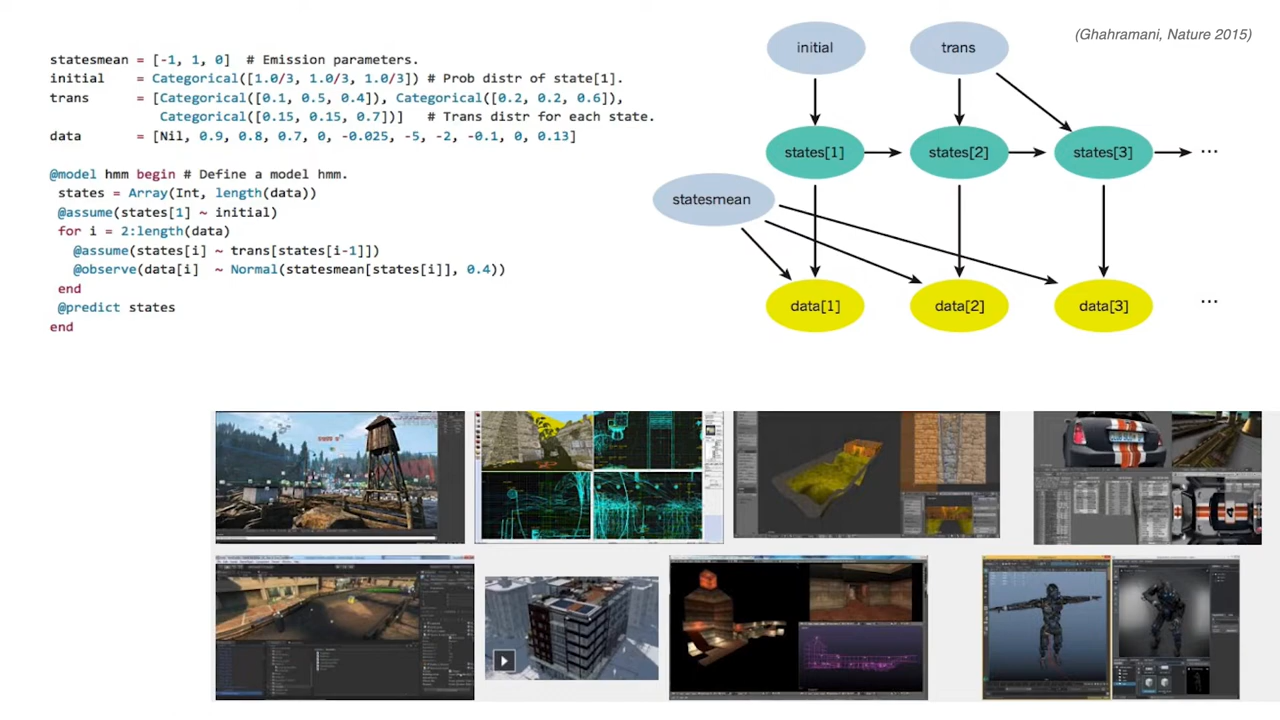 (Ghahramani, Nature 2015)
statesmean = [-1, 1, 0]  # Emission parameters.
initial    = Categorical([1.0/3, 1.0/3, 1.0/3]) # Prob distr of state[1].
trans      = [Categorical([0.1, 0.5, 0.4]), Categorical([0.2, 0.2, 0.6]),
              Categorical([0.15, 0.15, 0.7])]   # Trans distr for each state.
data       = [Nil, 0.9, 0.8, 0.7, 0, -0.025, -5, -2, -0.1, 0, 0.13]
@model hmm begin # Define a model hmm.
 states = Array(Int, length(data))
 @assume(states[1] ~ initial)
 for i = 2:length(data)
   @assume(states[i] ~ trans[states[i-1]])
   @observe(data[i]  ~ Normal(statesmean[states[i]], 0.4))
 end
 @predict states
end
initial trans
states[1] states[2] states[3] ...
statesmean
data[1] data[2] data[3] ...